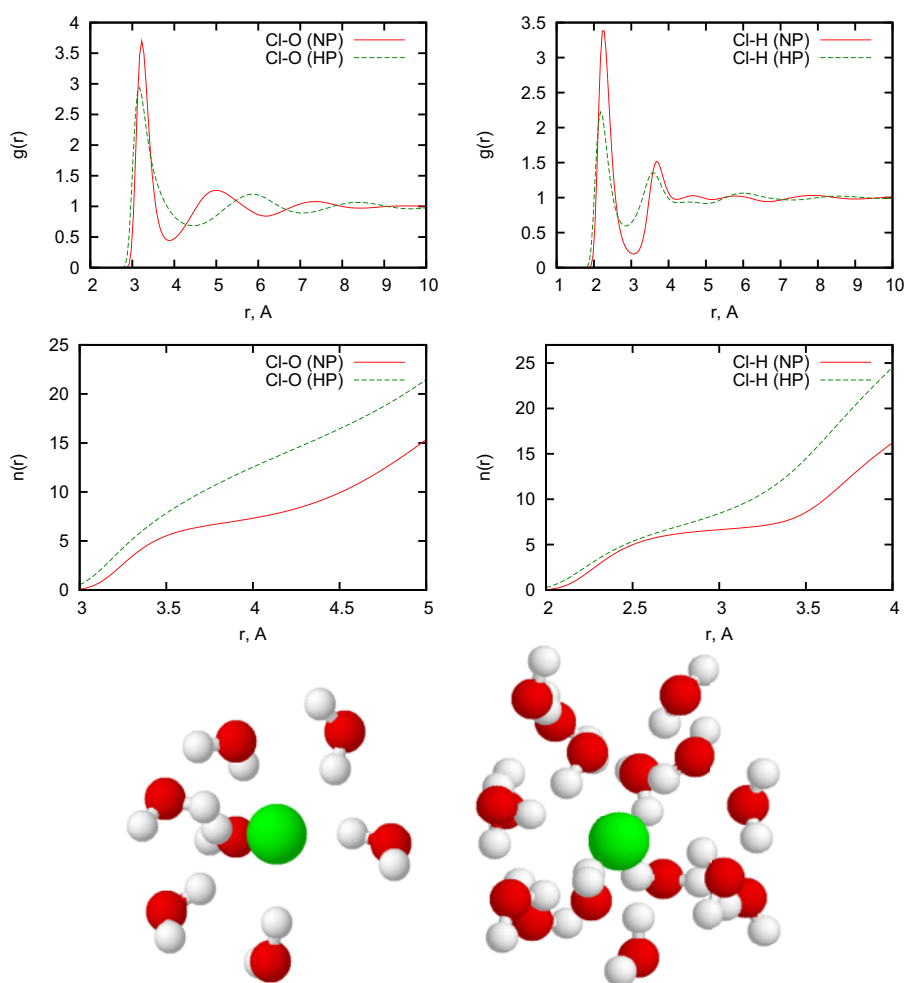 4
3.5
3
2.5
2
1.5
1
0.5
0
g(r)
Cl-O (NP)
Cl-O (HP)
2 3 4 5 6 7 8 9 10
r, A
3.5
3
2.5
2
1.5
1
0.5
0
g(r)
Cl-H (NP)
Cl-H (HP)
1 2 3 4 5 6 7 8 9 10
r, A
25
20
15
10
5
0
n(r)
Cl-O (NP)
Cl-O (HP)
3 3.5 4 4.5 5
r, A
25
20
15
10
5
0
n(r)
Cl-H (NP)
Cl-H (HP)
2 2.5 3 3.5 4
r, A